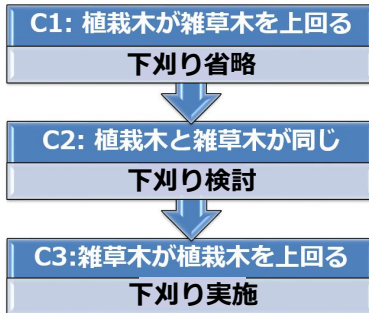 C1: 植栽木が雑草木を上回る
下刈り省略
C2: 植栽木と雑草木が同じ
下刈り検討
C3:雑草木が植栽木を上回る
下刈り実施